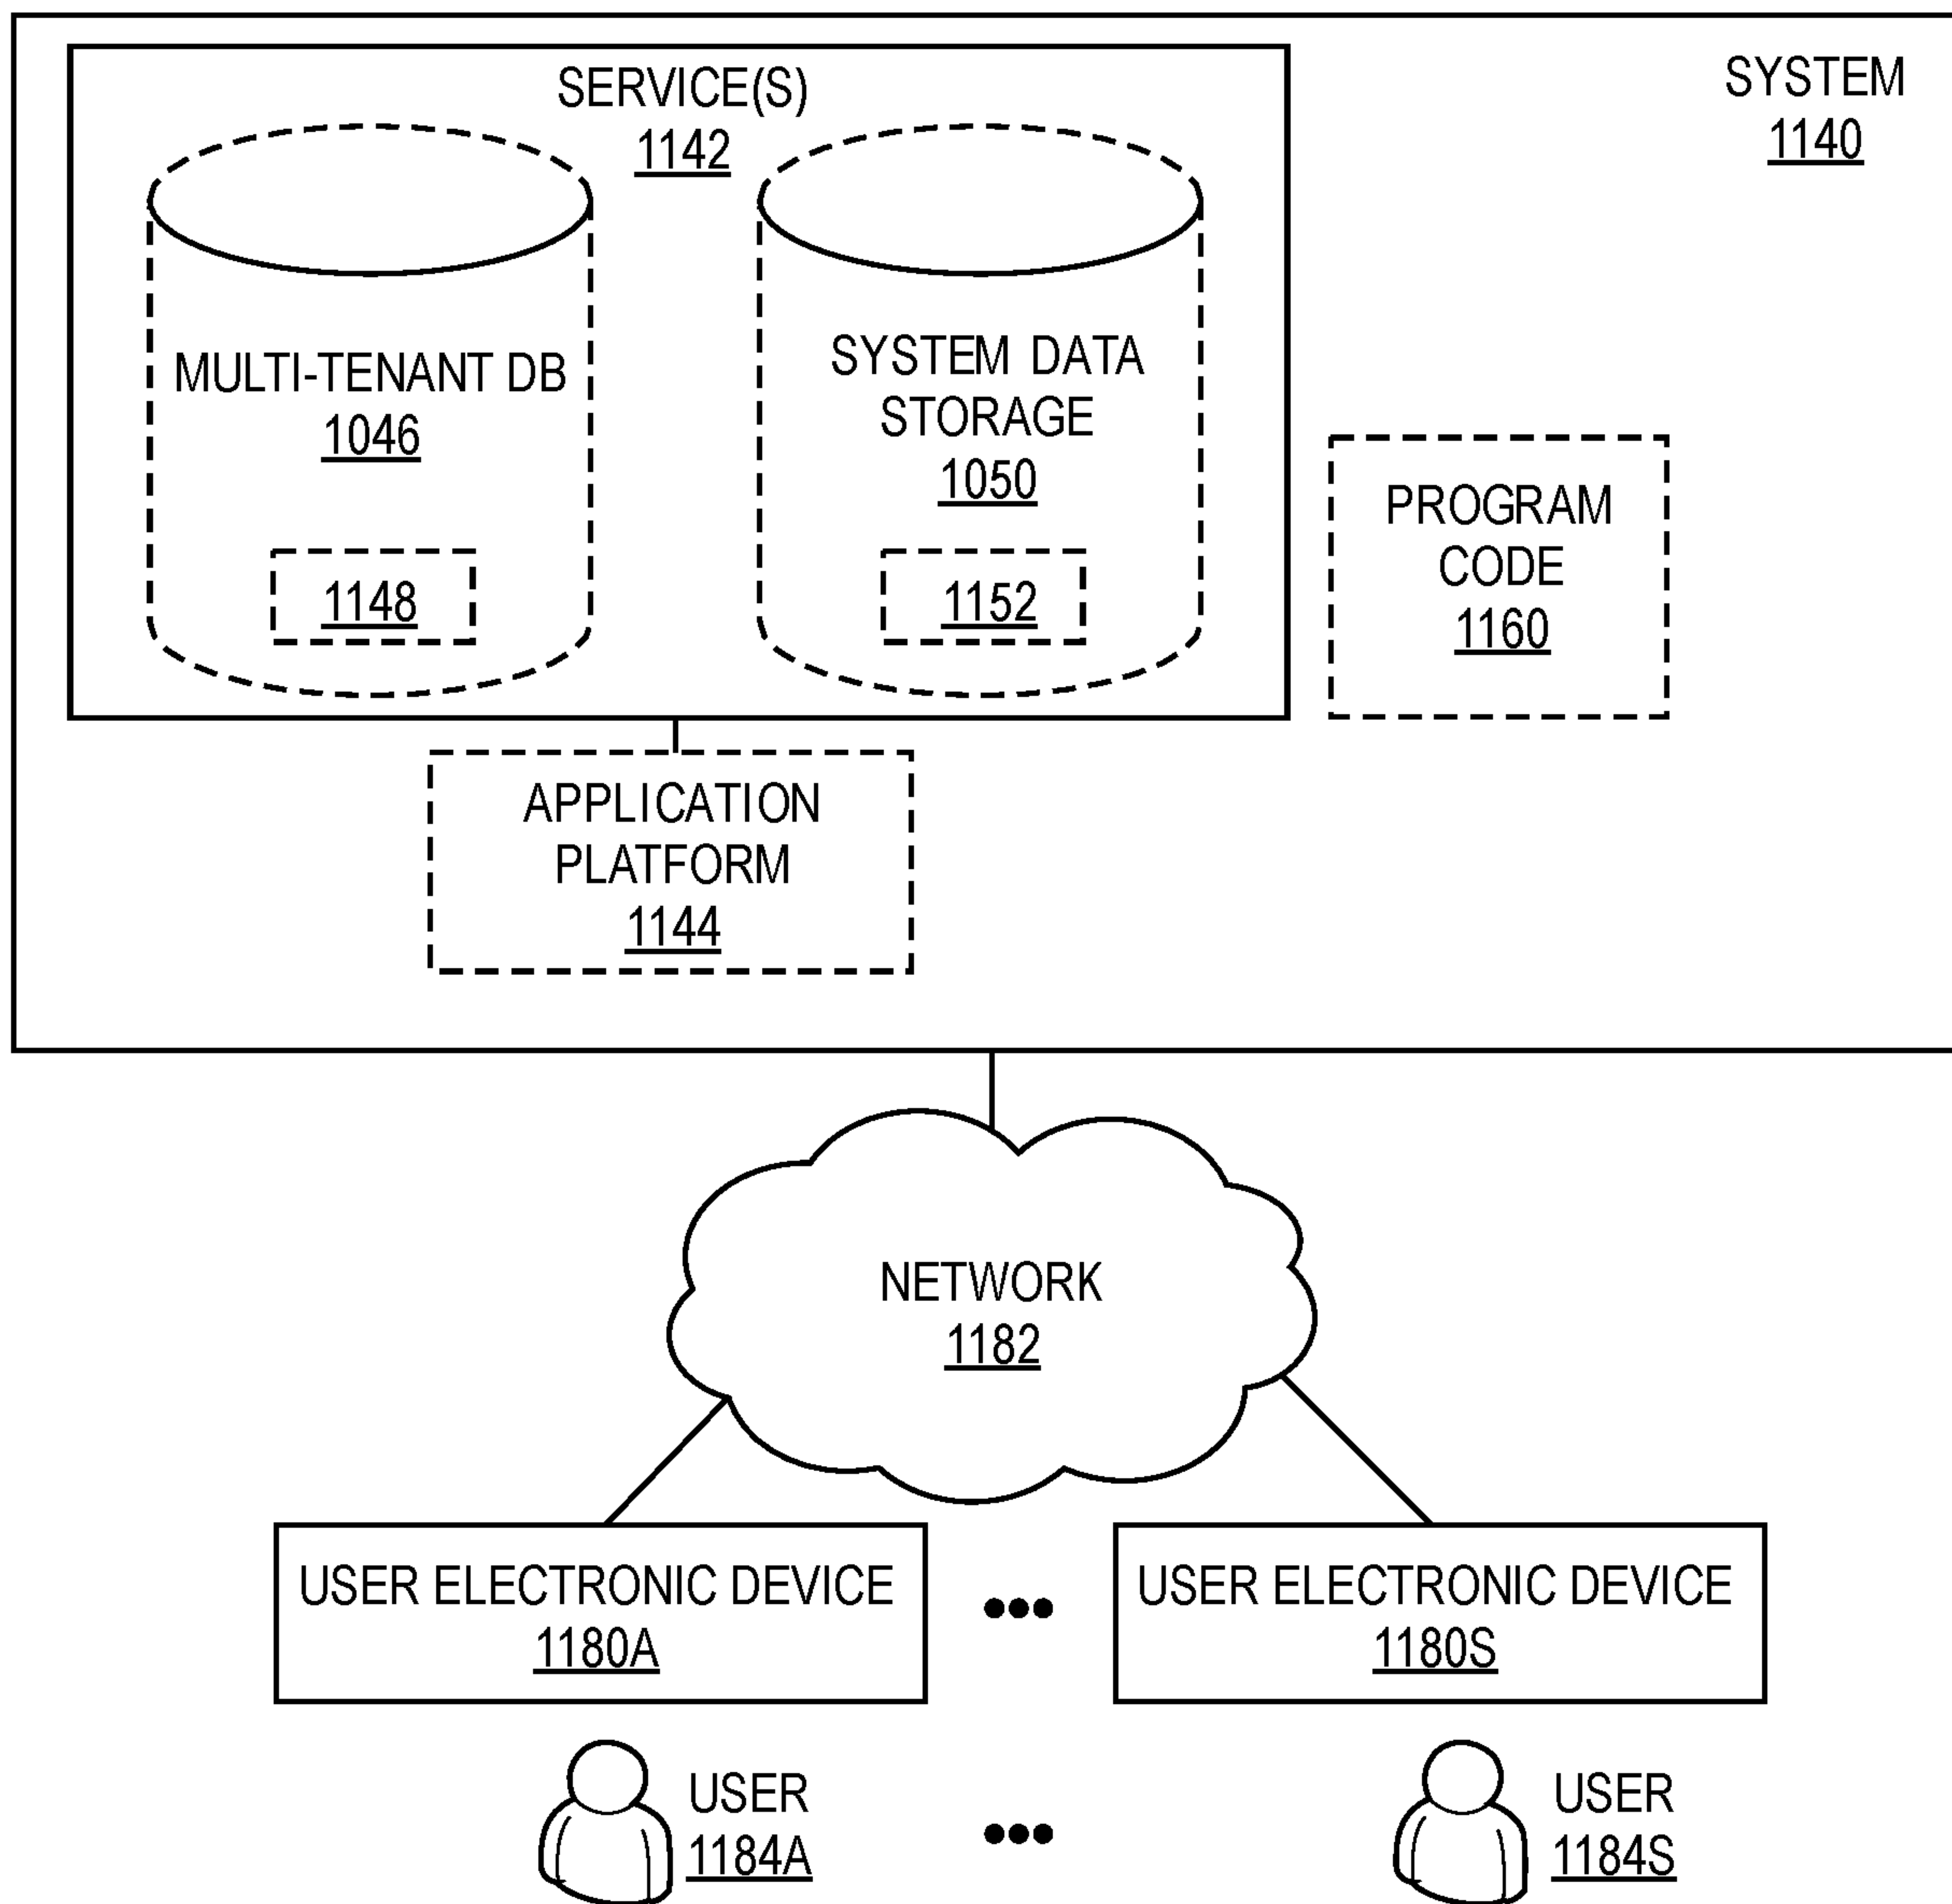 SYSTEM
1140
SERVICE(S)
1142
MULTI-TENANT DB
1046
1148
SYSTEM DATA
STORAGE
1050
1152
PROGRAM
CODE
1160
APPLICATION
PLATFORM
1144
NETWORK
1182
USER ELECTRONIC DEVICE
1180A
USER ELECTRONIC DEVICE
1180S
USER
1184A
USER
1184S